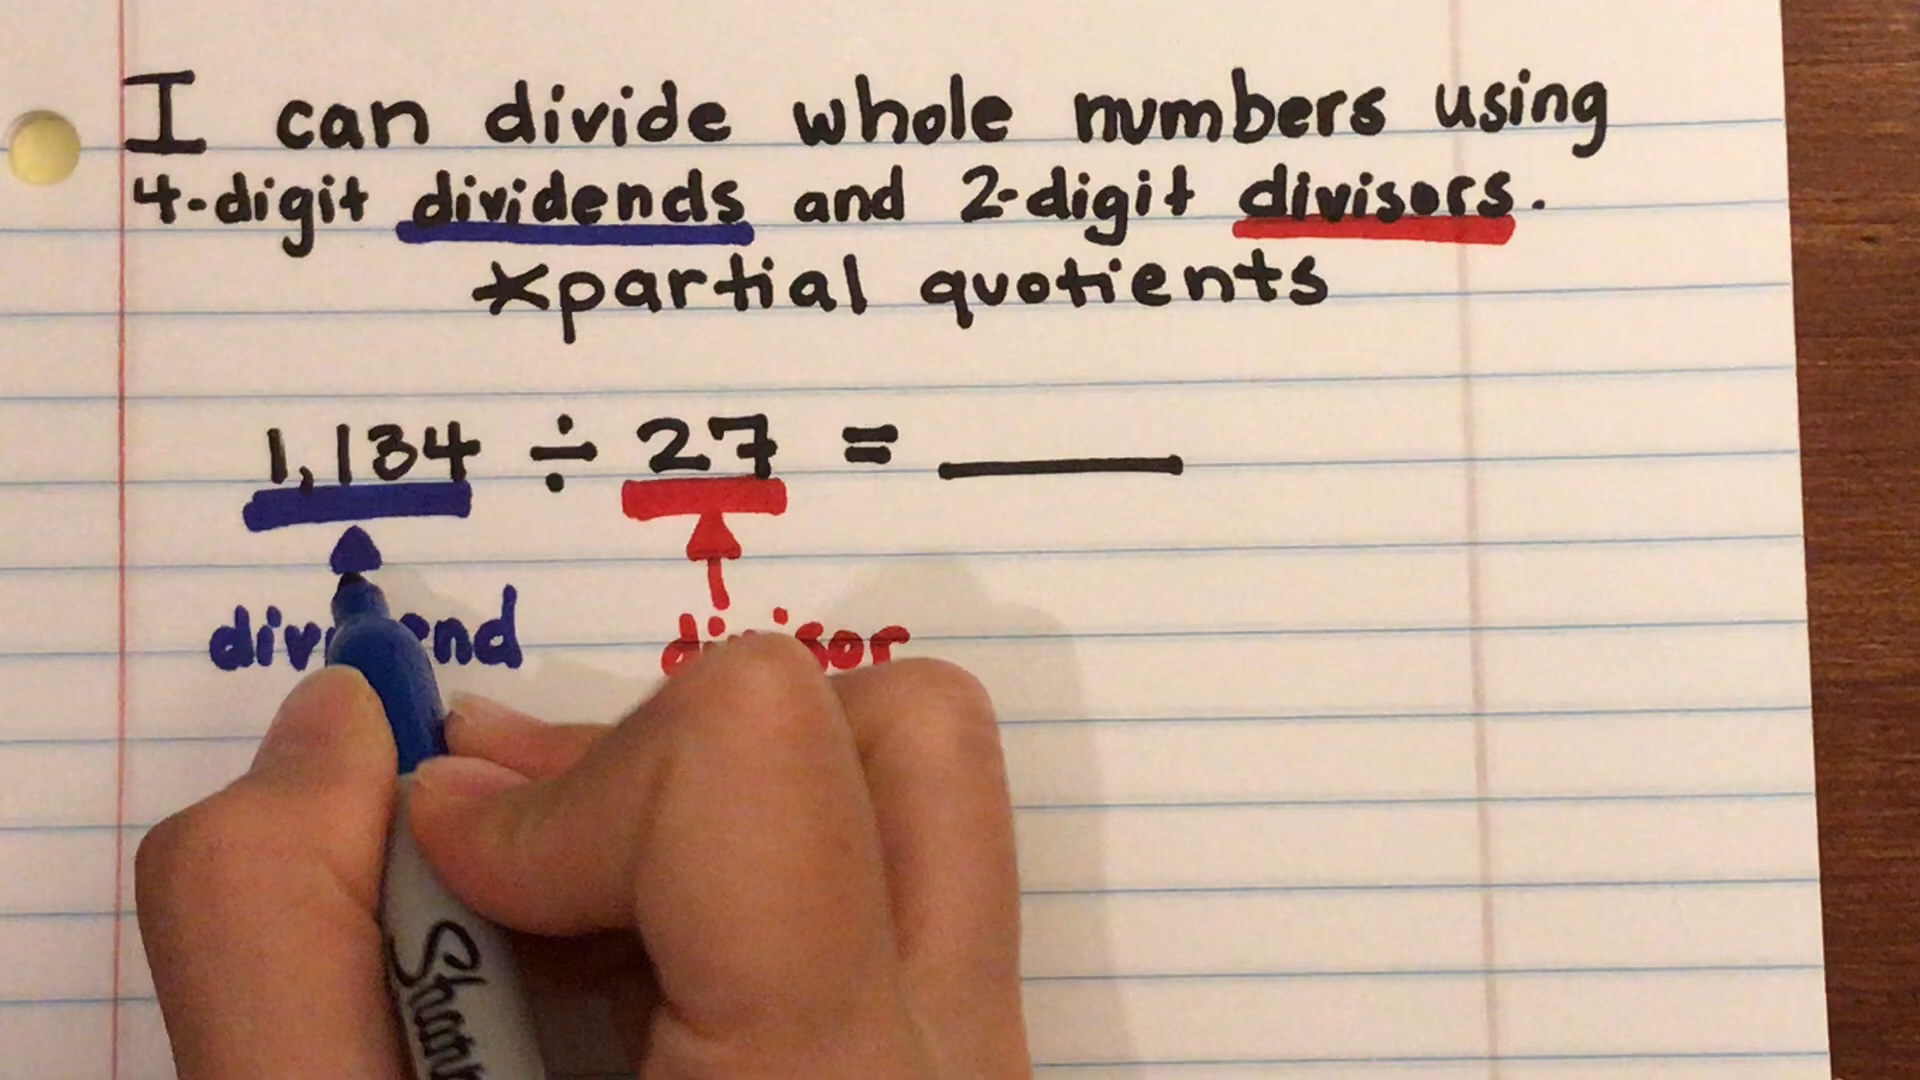 I can divide whole numbers using
4-digit dividends and 2-digit divisors.
*partial quotients
1,134 ÷ 27 = ____